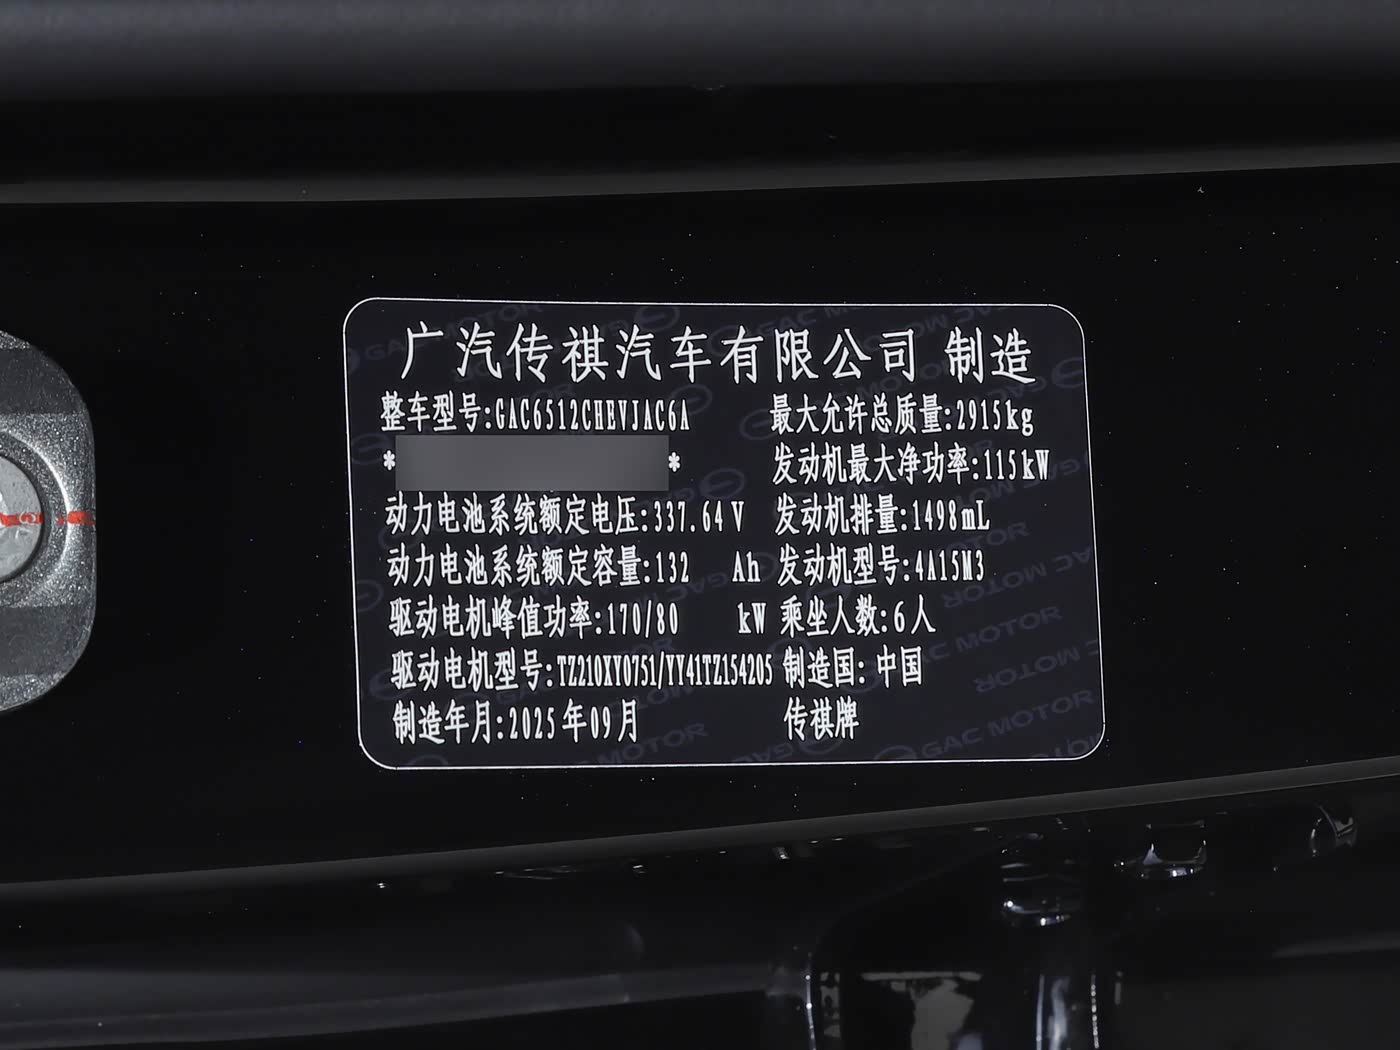 广汽传祺汽车有限公司 制造
整车型号:GAC6512CHEVJAC6A 最大允许总质量:2915kg
* * 发动机最大净功率:115kW
动力电池系统额定电压:337.64V 发动机排量:1498mL
动力电池系统额定容量:132 Ah 发动机型号:4A15M3
驱动电机峰值功率:170/80 kW 乘坐人数:6人
驱动电机型号:TZ210XY0751/YY41TZ154205 制造国:中国
制造年月:2025年09月 传祺牌
GAC MOTOR